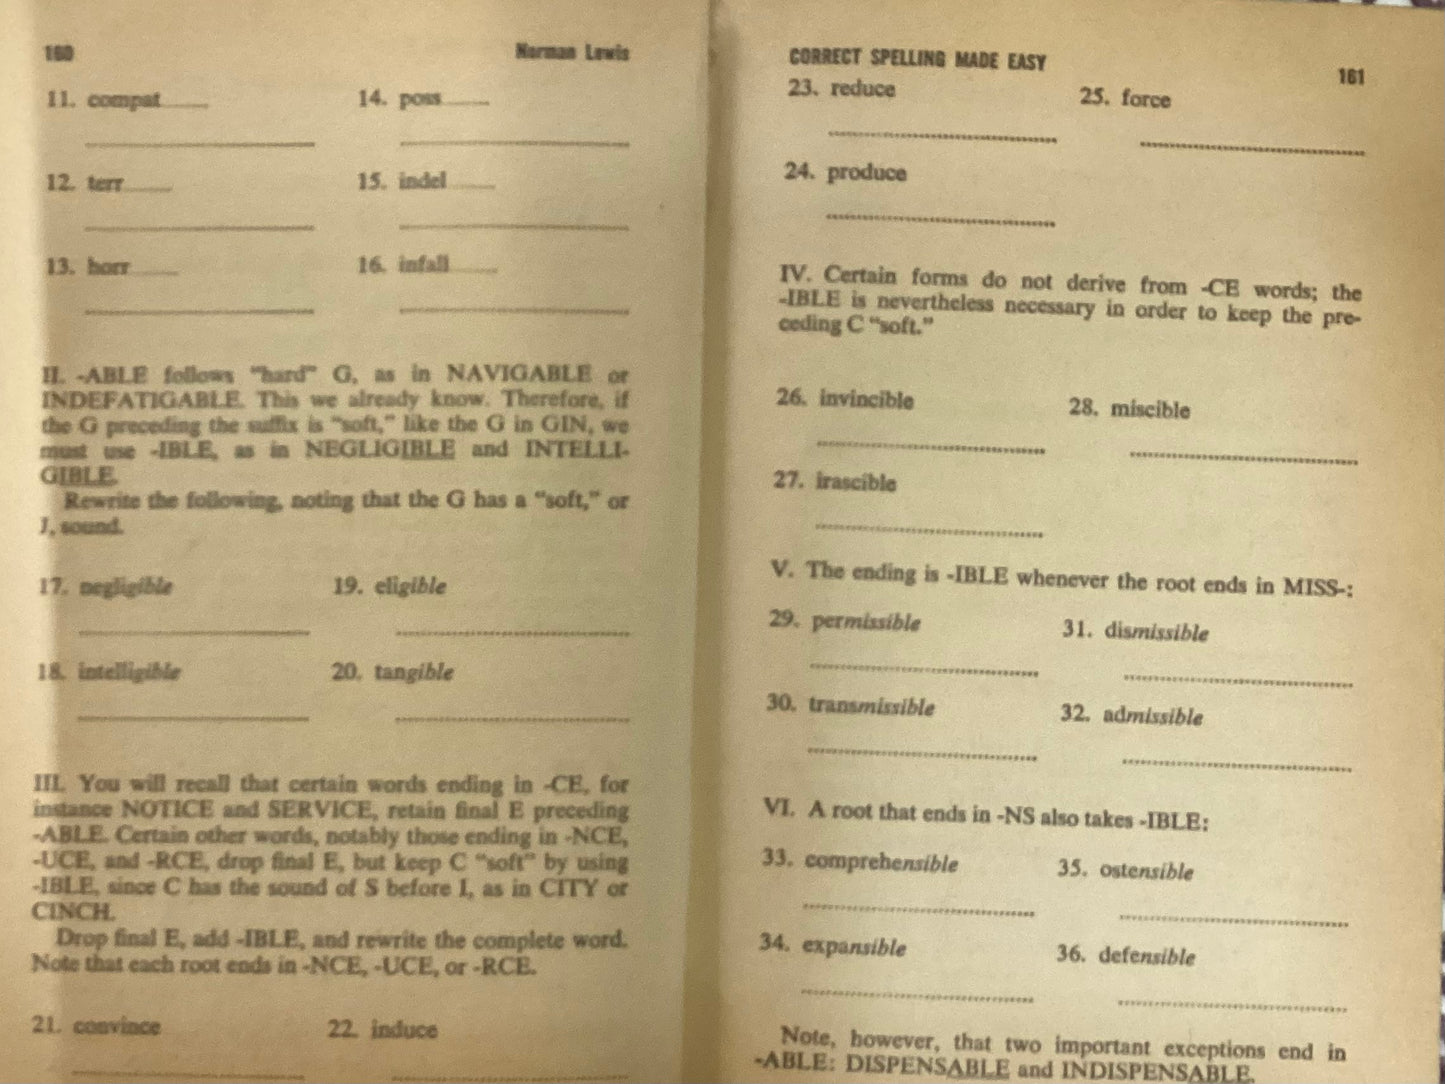 160 Norman Lewis
11. compat...... 14. poss......
12. terr...... 15. indel......
13. horr...... 16. infall......
II. -ABLE follows "hard" G, as in NAVIGABLE or
INDEFATIGABLE. This we already know. Therefore, if
the G preceding the suffix is "soft," like the G in GIN, we
must use -IBLE, as in NEGLIGIBLE and INTELLI-
GIBLE.
Rewrite the following, noting that the G has a "soft," or
J, sound.
17. negligible 19. eligible
18. intelligible 20. tangible
III. You will recall that certain words ending in -CE, for
instance NOTICE and SERVICE, retain final E preceding
-ABLE. Certain other words, notably those ending in -NCE,
-UCE, and -RCE, drop final E, but keep C "soft" by using
-IBLE, since C has the sound of S before I, as in CITY or
CINCH.
Drop final E, add -IBLE, and rewrite the complete word.
Note that each root ends in -NCE, -UCE, or -RCE.
21. convince 22. induce
CORRECT SPELLING MADE EASY 161
23. reduce 25. force
24. produce
IV. Certain forms do not derive from -CE words; the
-IBLE is nevertheless necessary in order to keep the pre-
ceding C "soft."
26. invincible 28. miscible
27. irascible
V. The ending is -IBLE whenever the root ends in MISS-:
29. permissible 31. dismissible
30. transmissible 32. admissible
VI. A root that ends in -NS also takes -IBLE:
33. comprehensible 35. ostensible
34. expansible 36. defensible
Note, however, that two important exceptions end in
-ABLE: DISPENSABLE and INDISPENSABLE.